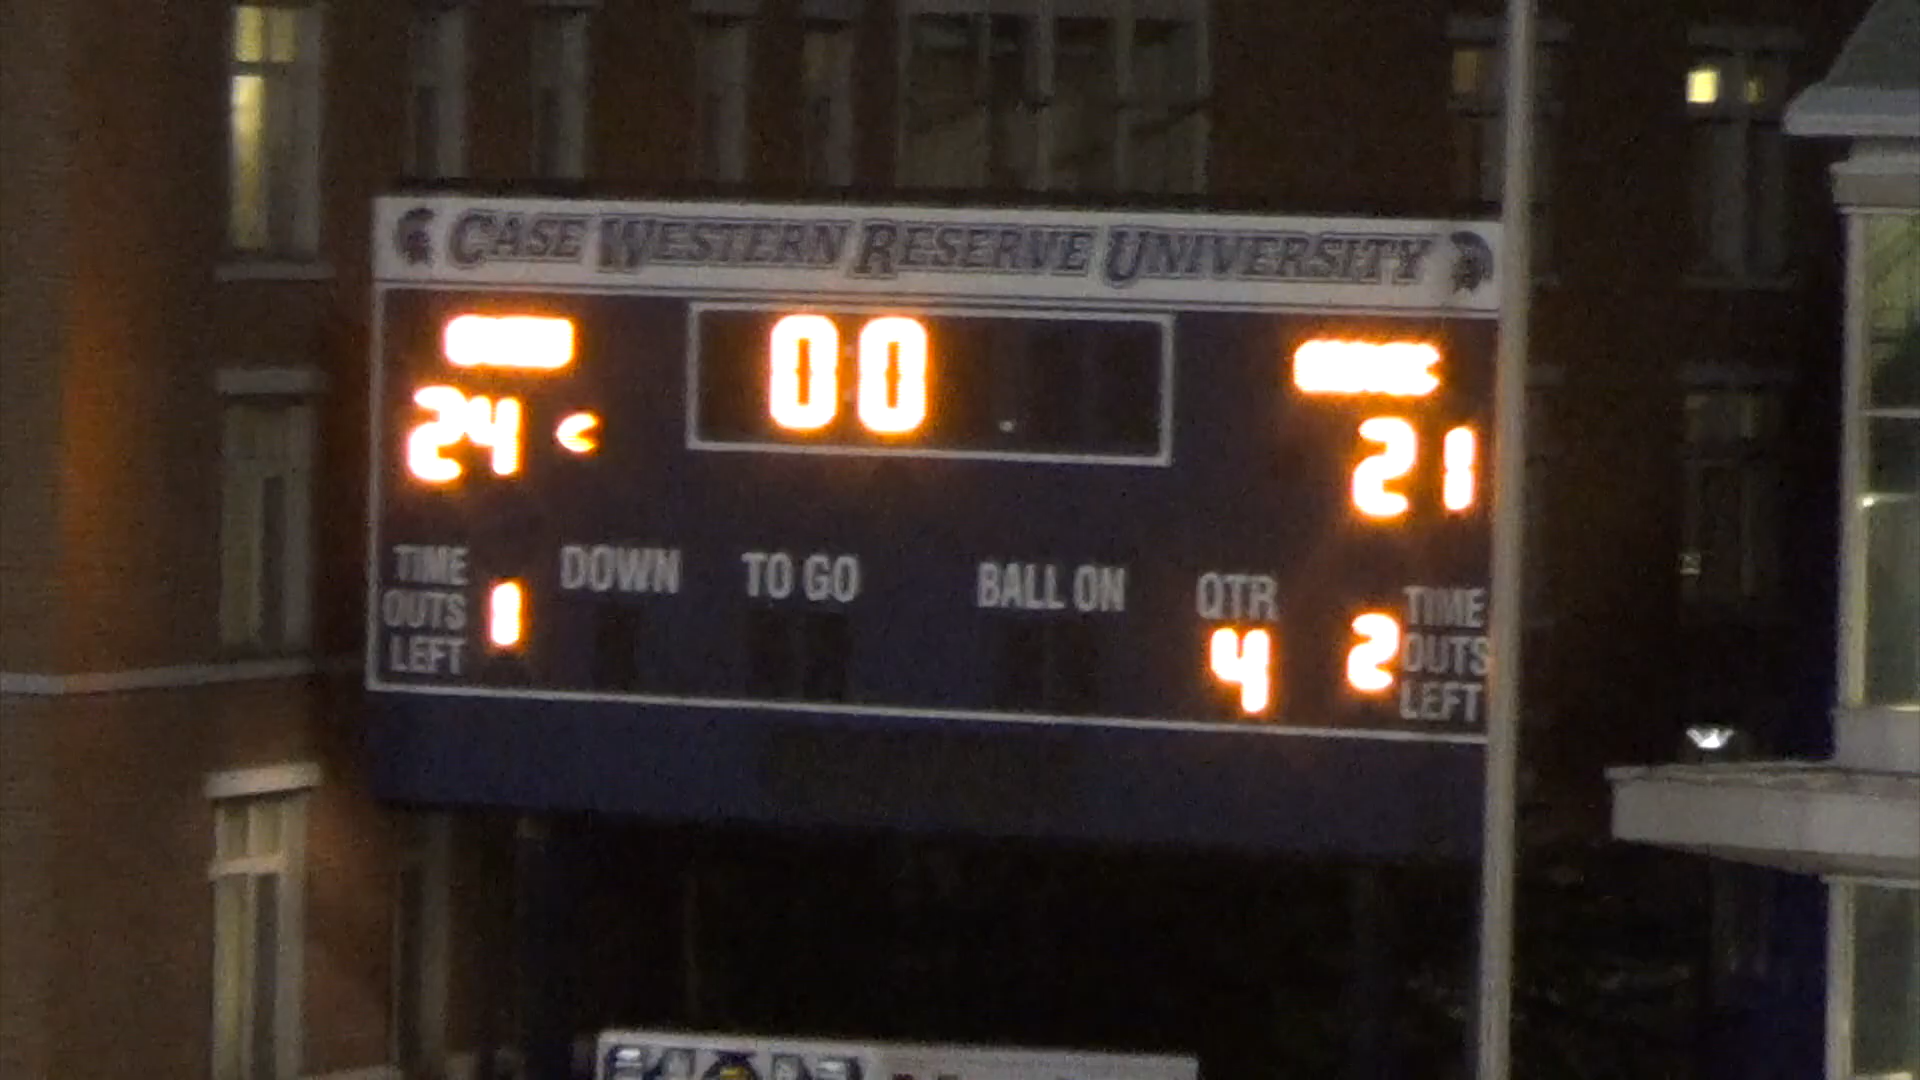 CASE WESTERN RESERVE UNIVERSITY
00
24 < 21
TIME OUTS LEFT 1
DOWN
TO GO
BALL ON
QTR 4
2 TIME OUTS LEFT